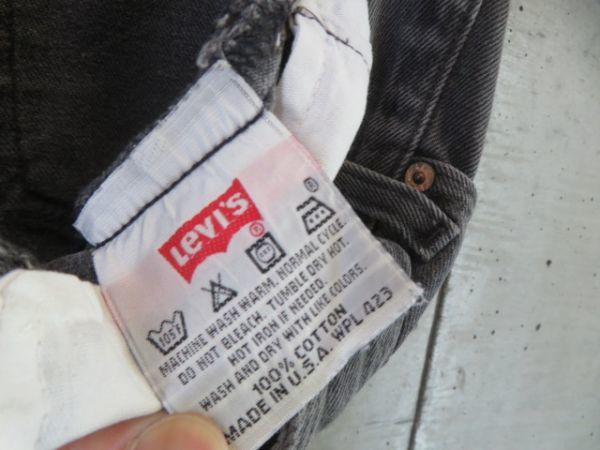 LEVI'S ®
®
105F
MACHINE WASH WARM. NORMAL CYCLE.
DO NOT BLEACH. TUMBLE DRY HOT.
HOT IRON IF NEEDED.
WASH AND DRY WITH LIKE COLORS.
100% COTTON
MADE IN U.S.A. WPL 423